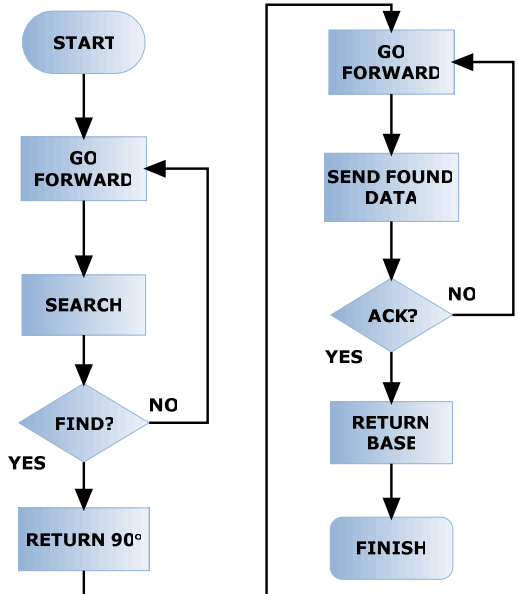 START
GO
FORWARD
SEARCH
FIND?
NO
YES
RETURN 90°
GO
FORWARD
SEND FOUND
DATA
ACK?
NO
YES
RETURN
BASE
FINISH